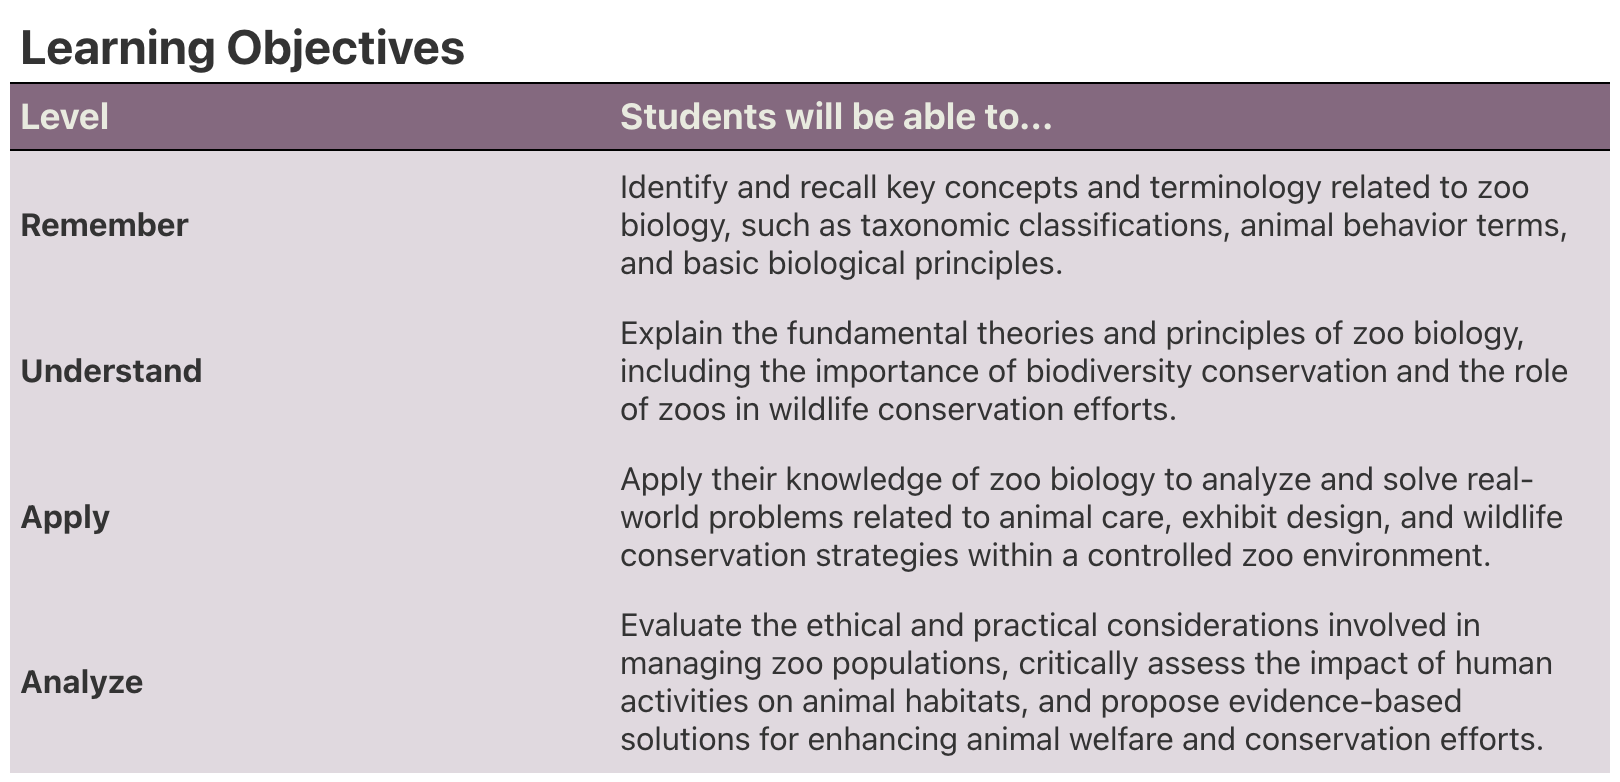 Learning Objectives
Level
Students will be able to...
Remember
Identify and recall key concepts and terminology related to zoo
biology, such as taxonomic classifications, animal behavior terms,
and basic biological principles.
Understand
Explain the fundamental theories and principles of zoo biology,
including the importance of biodiversity conservation and the role
of zoos in wildlife conservation efforts.
Apply
Apply their knowledge of zoo biology to analyze and solve real-
world problems related to animal care, exhibit design, and wildlife
conservation strategies within a controlled zoo environment.
Analyze
Evaluate the ethical and practical considerations involved in
managing zoo populations, critically assess the impact of human
activities on animal habitats, and propose evidence-based
solutions for enhancing animal welfare and conservation efforts.